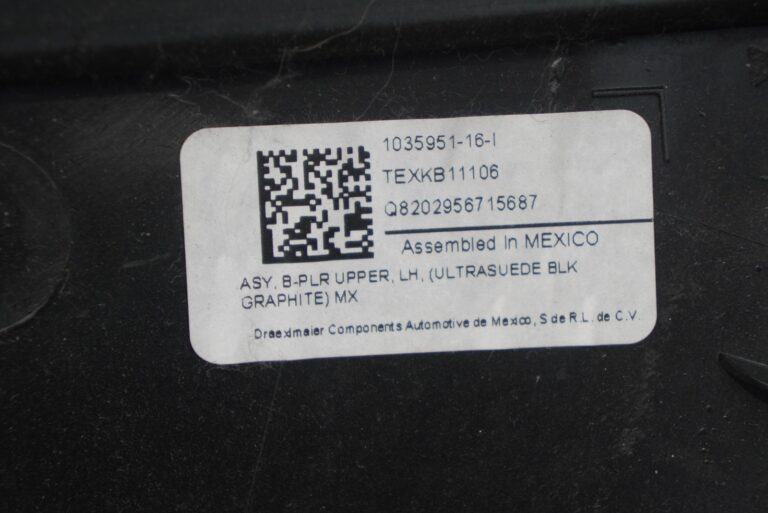 1035951-16-I
TEXKB11106
Q8202956715687
Assembled In MEXICO
ASY, B-PLR UPPER, LH, (ULTRASUEDE BLK
GRAPHITE) MX
Draexlmaier Components Automotive de Mexico, S de R.L. de C.V.